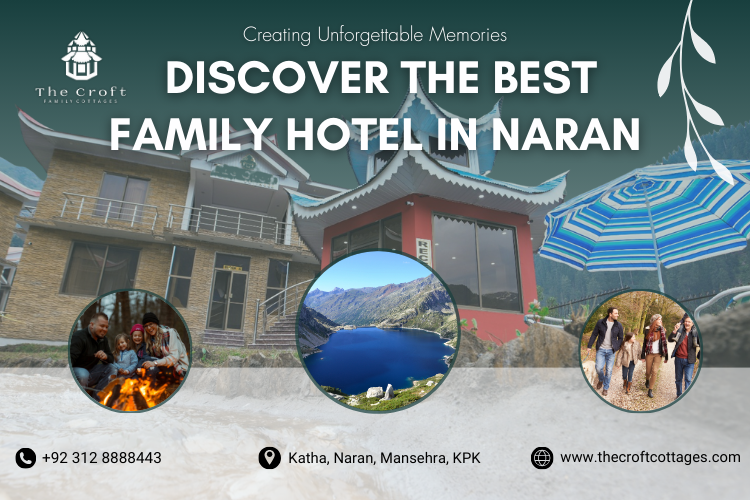 Creating Unforgettable Memories
The Croft
FAMILY COTTAGES
DISCOVER THE BEST
FAMILY HOTEL IN NARAN
REC
+92 312 8888443
Katha, Naran, Mansehra, KPK
www.thecroftcottages.com